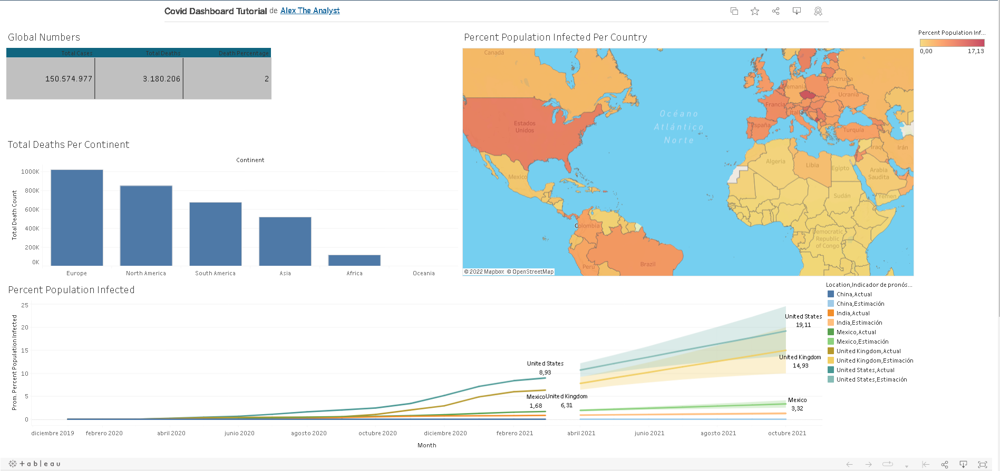 Covid Dashboard Tutorial de Alex The Analyst
Global Numbers
Total Cases Total Deaths Death Percentage
150.574.977 3.180.206 2
Total Deaths Per Continent
Continent
Total Death Count
1000K
800K
600K
400K
200K
0K
Europe North America South America Asia Africa Oceania
Percent Population Infected Per Country
Canadá
Estados
Unidos
Mexico
Océano
Atlántico
Norte
Bielorrusia
Alemania
Ucrania
Francia
Italia
España
Turquía
Iraq
Irán
Algeria
Libia
Egipto
Arabia
Saudita
Sudán
Yemen
Colombia
Democratic
Republic
of Congo
Perú
Brazil
© 2022 Mapbox © OpenStreetMap
Percent Population Inf...
0,00 17,13
Percent Population Infected
Prom. Percent Population Infected
25
20
15
10
5
0
United States
8,93
Mexico United Kingdom
1,68 6,31
United States
19,11
United Kingdom
14,93
Mexico
3,32
diciembre 2019 febrero 2020 abril 2020 junio 2020 agosto 2020 octubre 2020 diciembre 2020 febrero 2021 abril 2021 junio 2021 agosto 2021 octubre 2021
Month
Location,Indicador de pronós...
China,Actual
China,Estimación
India,Actual
India,Estimación
Mexico,Actual
Mexico,Estimación
United Kingdom,Actual
United Kingdom,Estimación
United States,Actual
United States,Estimación
+ableau